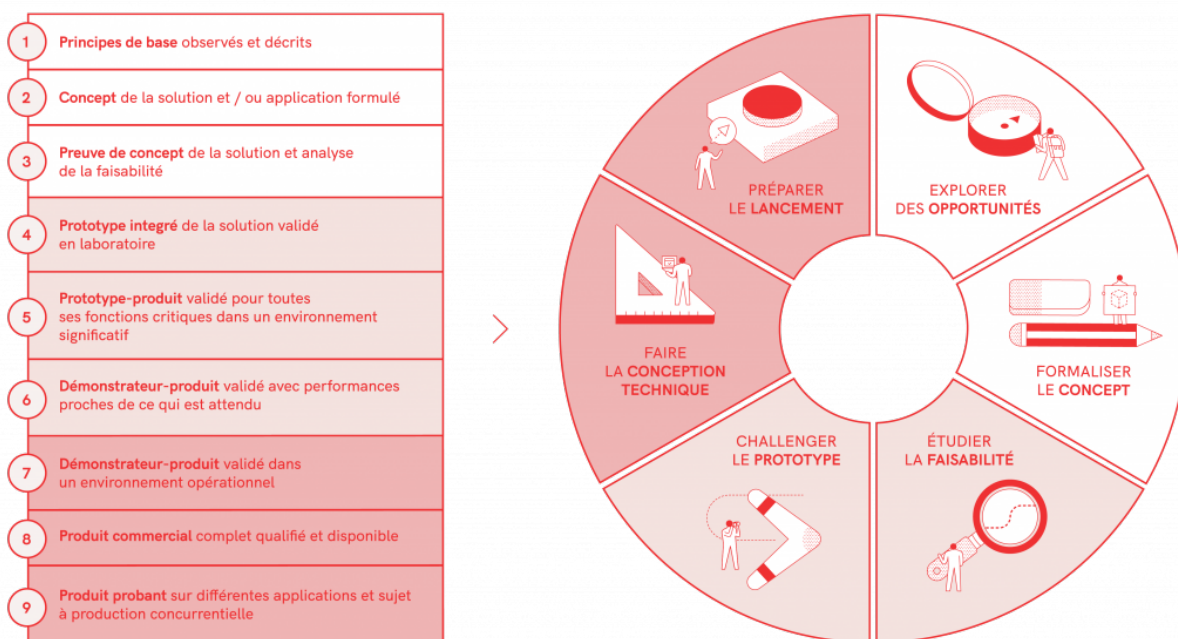 1
Principes de base observés et décrits
2
Concept de la solution et / ou application formulé
3
Preuve de concept de la solution et analyse
de la faisabilité
4
Prototype integré de la solution validé
en laboratoire
5
Prototype-produit validé pour toutes
ses fonctions critiques dans un environnement
significatif
6
Démonstrateur-produit validé avec performances
proches de ce qui est attendu
7
Démonstrateur-produit validé dans
un environnement opérationnel
8
Produit commercial complet qualifié et disponible
9
Produit probant sur différentes applications et sujet
à production concurrentielle
EXPLORER
DES OPPORTUNITÉS
FORMALISER
LE CONCEPT
ÉTUDIER
LA FAISABILITÉ
CHALLENGER
LE PROTOTYPE
FAIRE
LA CONCEPTION
TECHNIQUE
PRÉPARER
LE LANCEMENT